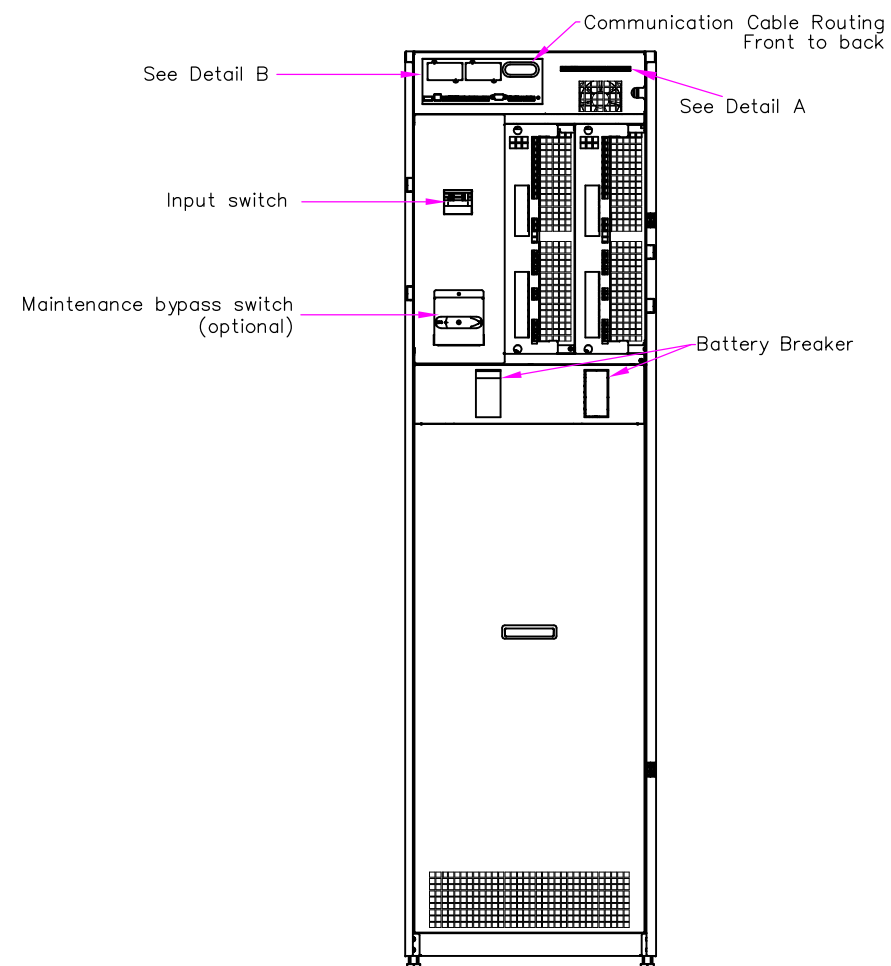 Communication Cable Routing
Front to back
See Detail B
See Detail A
Input switch
Maintenance bypass switch
(optional)
Battery Breaker